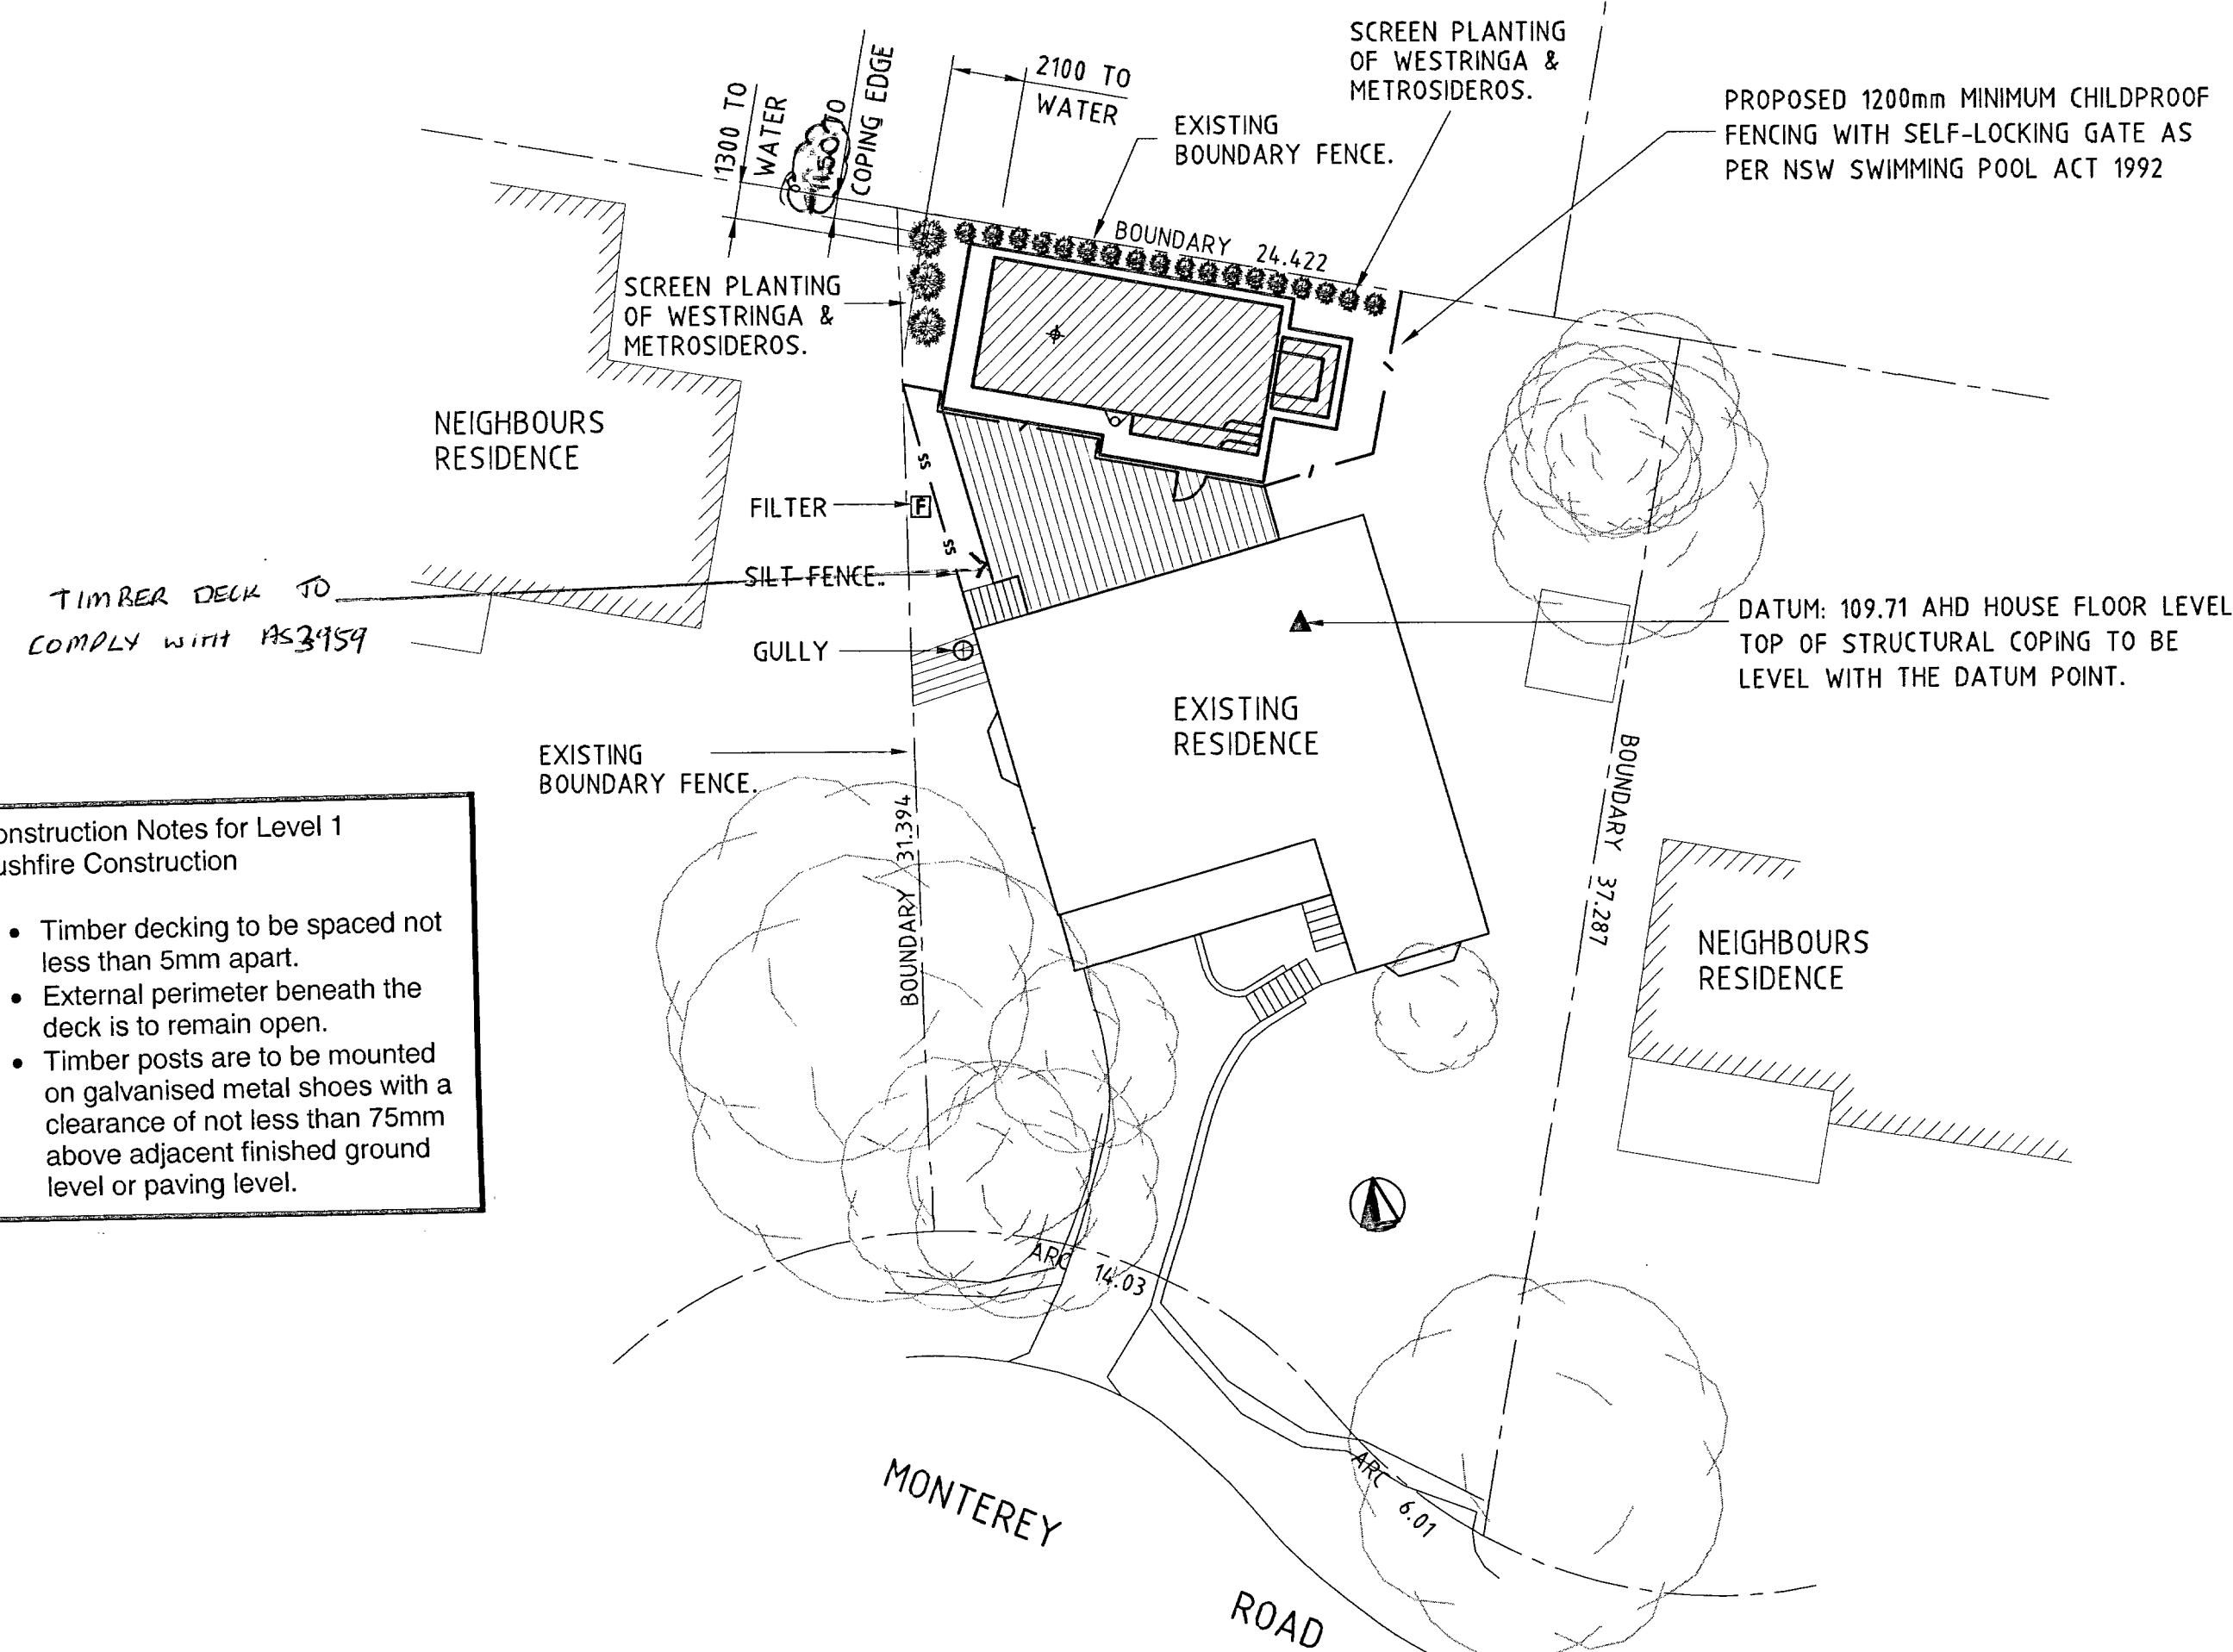 SCREEN PLANTING
OF WESTRINGA &
METROSIDEROS.
2100 TO
WATER
1300 TO
WATER
TO
COPING EDGE
EXISTING
BOUNDARY FENCE.
PROPOSED 1200mm MINIMUM CHILDPROOF
FENCING WITH SELF-LOCKING GATE AS
PER NSW SWIMMING POOL ACT 1992
BOUNDARY 24.422
SCREEN PLANTING
OF WESTRINGA &
METROSIDEROS.
NEIGHBOURS
RESIDENCE
SS
FILTER
F
SS
SILT FENCE.
TIMBER DECK TO
COMPLY WITH AS3959
GULLY
DATUM: 109.71 AHD HOUSE FLOOR LEVEL
TOP OF STRUCTURAL COPING TO BE
LEVEL WITH THE DATUM POINT.
EXISTING
RESIDENCE
EXISTING
BOUNDARY FENCE.
BOUNDARY 31.394
BOUNDARY 37.287
onstruction Notes for Level 1
ushfire Construction
• Timber decking to be spaced not
less than 5mm apart.
• External perimeter beneath the
deck is to remain open.
• Timber posts are to be mounted
on galvanised metal shoes with a
clearance of not less than 75mm
above adjacent finished ground
level or paving level.
NEIGHBOURS
RESIDENCE
ARC 14.03
ARC 6.01
MONTEREY
ROAD